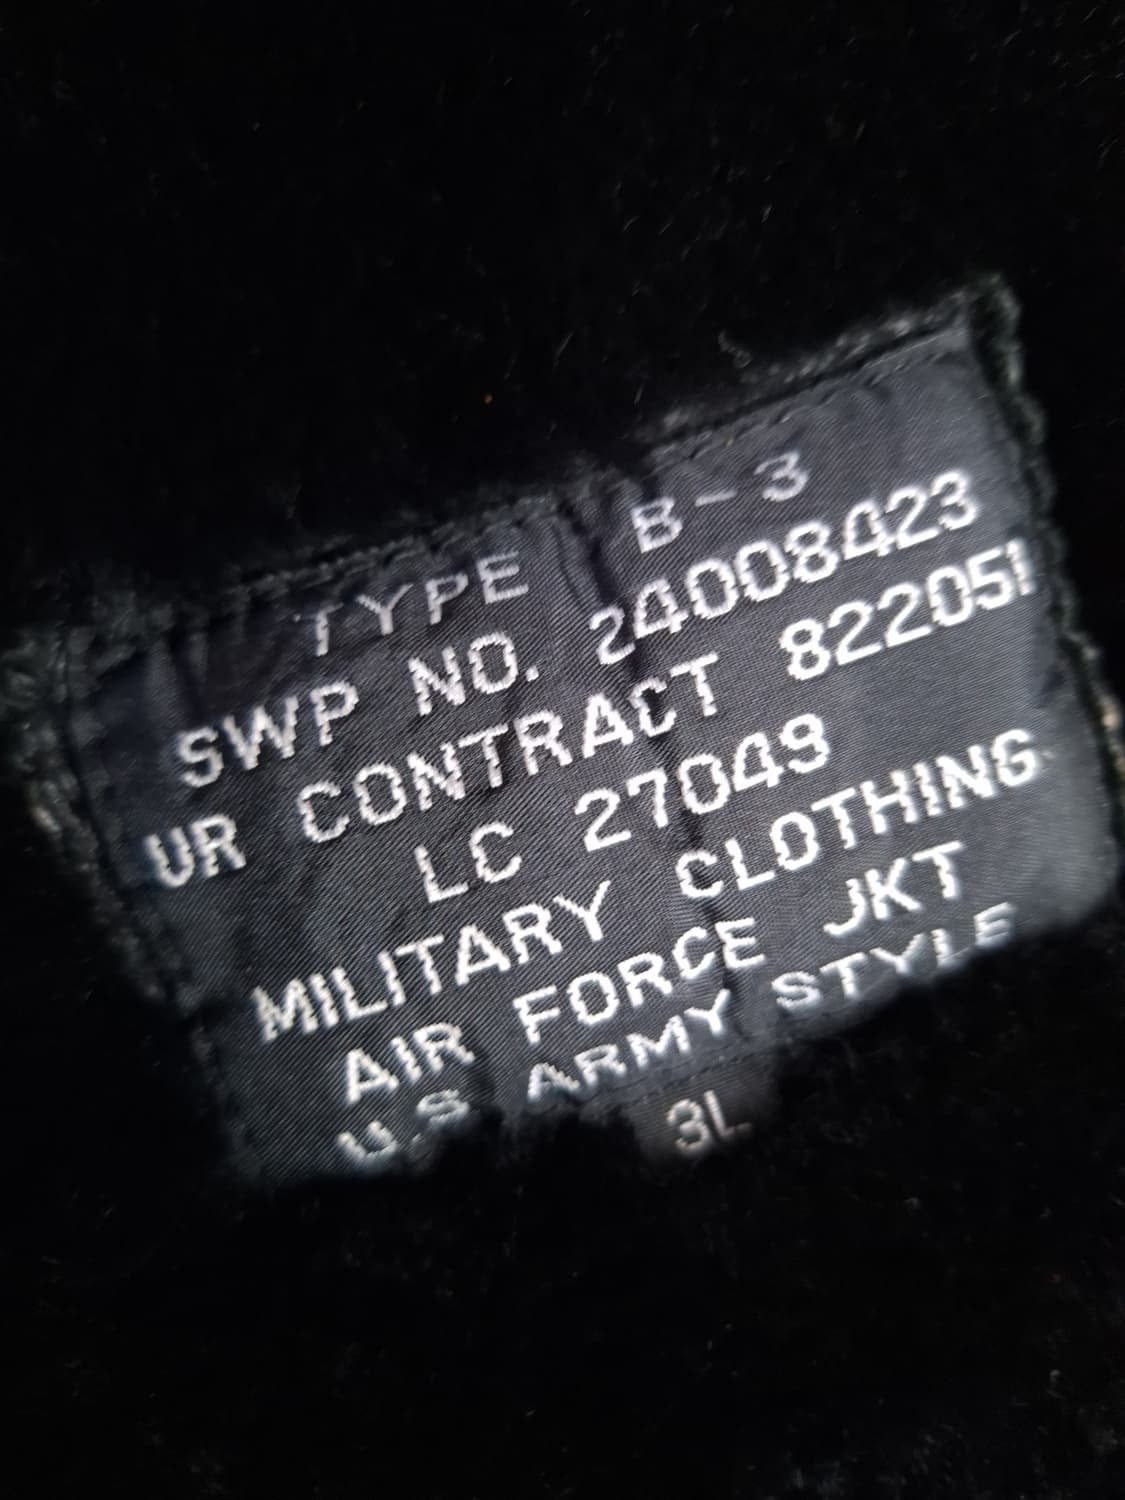 TYPE B-3
SWP NO. 24008423
UR CONTRACT 822051
LC 27049
MILITARY CLOTHING
AIR FORCE JKT
U.S ARMY STYLE
3L